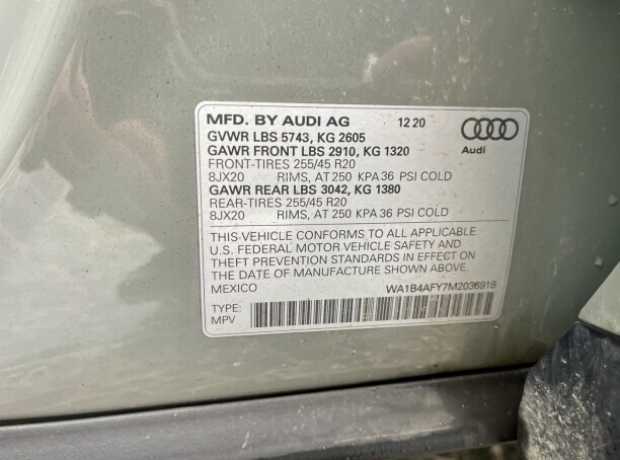 MFD. BY AUDI AG 12 20
GVWR LBS 5743, KG 2605
GAWR FRONT LBS 2910, KG 1320
FRONT-TIRES 255/45 R20
8JX20 RIMS, AT 250 KPA 36 PSI COLD
GAWR REAR LBS 3042, KG 1380
REAR-TIRES 255/45 R20
8JX20 RIMS, AT 250 KPA 36 PSI COLD
Audi
THIS VEHICLE CONFORMS TO ALL APPLICABLE
U.S. FEDERAL MOTOR VEHICLE SAFETY AND
THEFT PREVENTION STANDARDS IN EFFECT ON
THE DATE OF MANUFACTURE SHOWN ABOVE.
MEXICO WA1B4AFY7M2036919
TYPE:
MPV